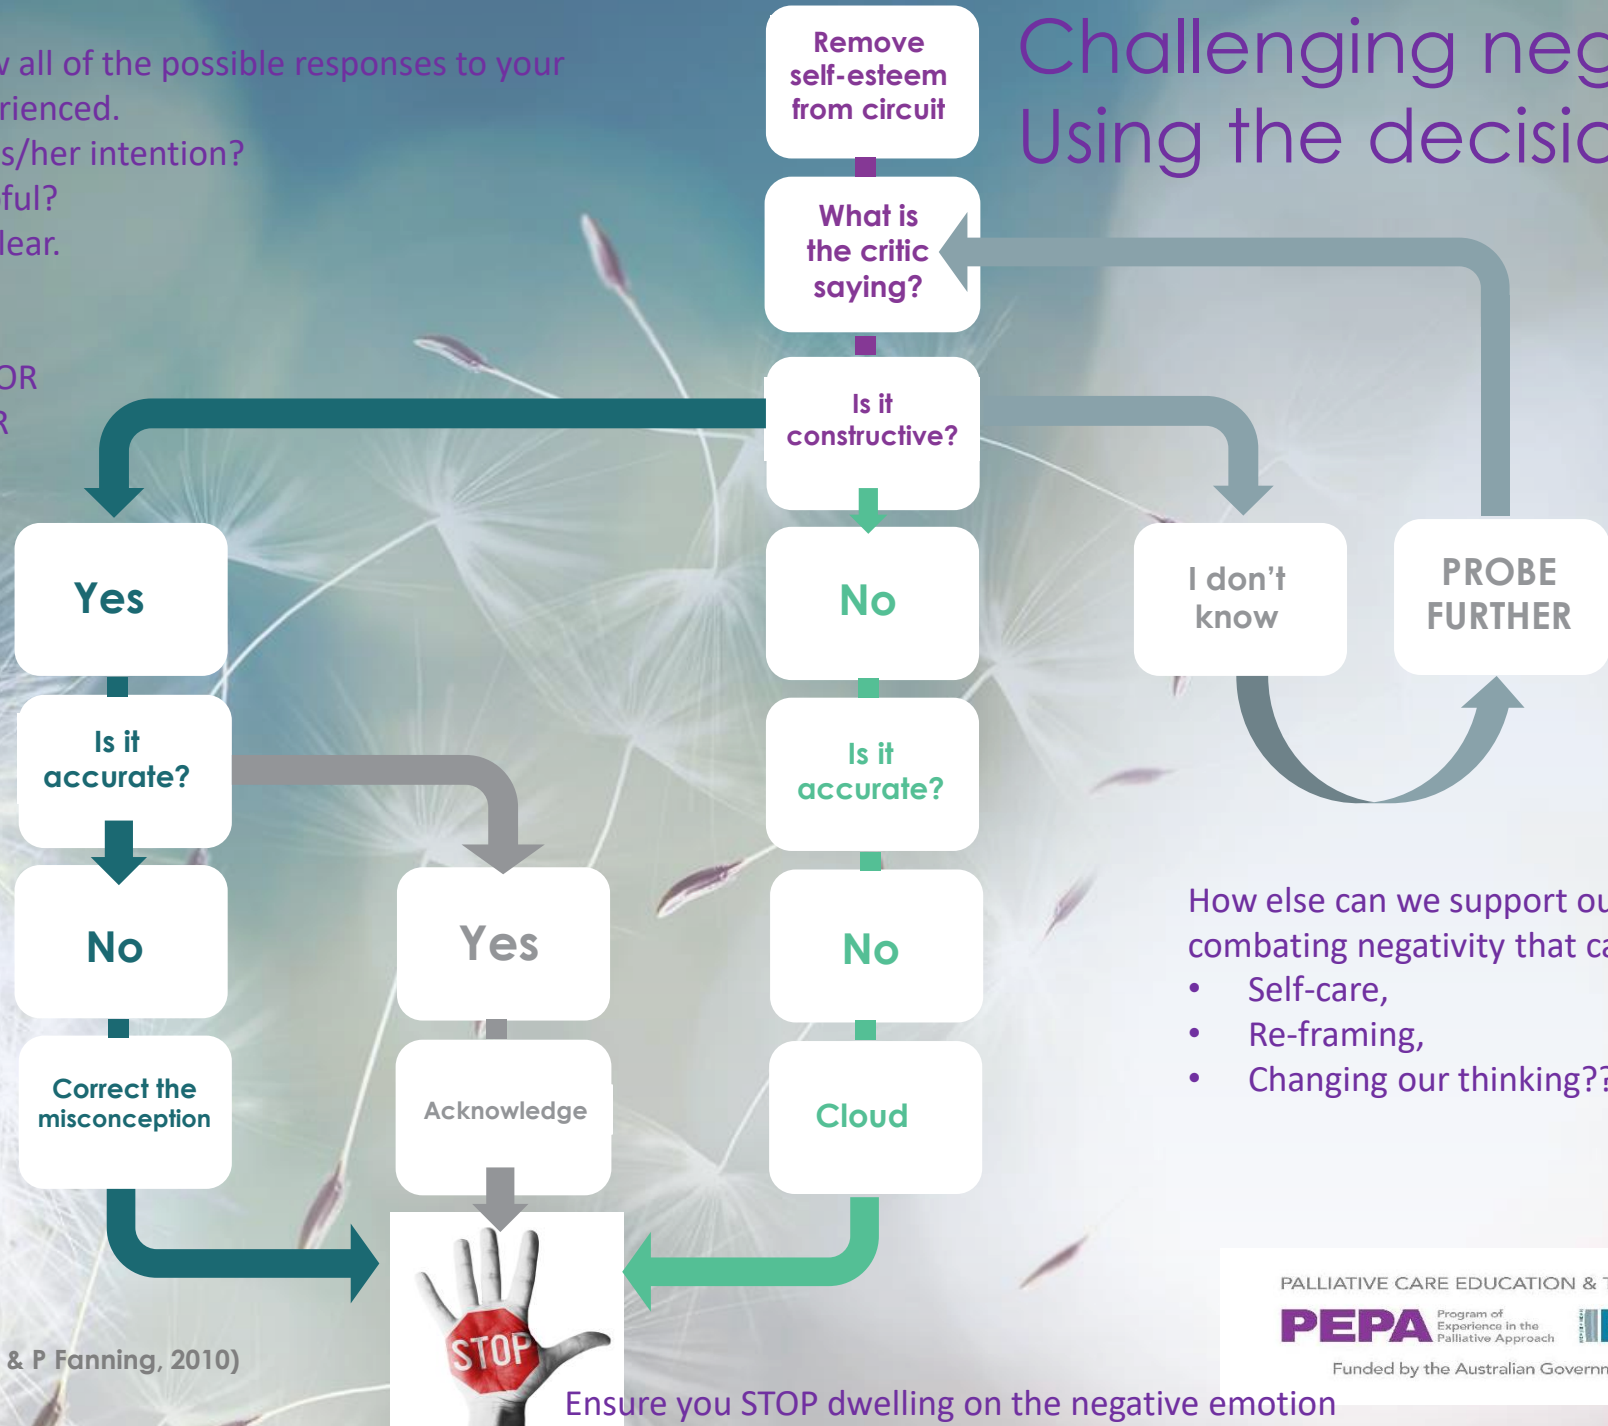 Challenging neg
Using the decisio
all of the possible responses to your
rienced.
s/her intention?
ful?
lear.
OR
R
Remove
self-esteem
from circuit
What is
the critic
saying?
Is it
constructive?
Yes
No
I don't
know
PROBE
FURTHER
Is it
accurate?
Is it
accurate?
No
Yes
No
Correct the
misconception
Acknowledge
Cloud
STOP
How else can we support ou
combating negativity that ca
• Self-care,
• Re-framing,
• Changing our thinking??
PALLIATIVE CARE EDUCATION & T
PEPA
Program of
Experience in the
Palliative Approach
Funded by the Australian Governm
& P Fanning, 2010)
Ensure you STOP dwelling on the negative emotion